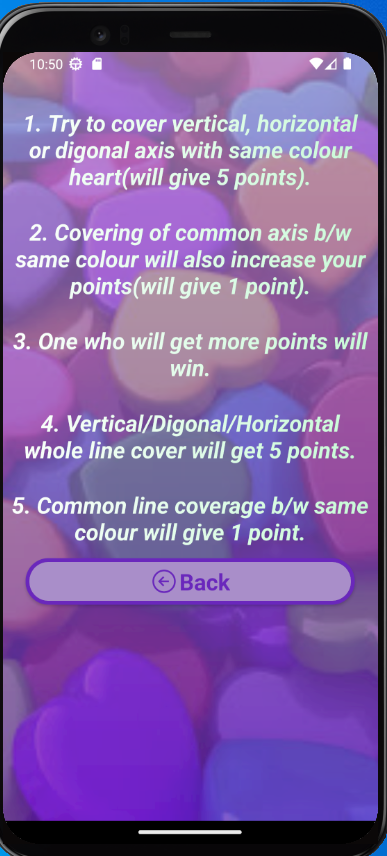 10:50
1. Try to cover vertical, horizontal
or digonal axis with same colour
heart(will give 5 points).
2. Covering of common axis b/w
same colour will also increase your
points(will give 1 point).
3. One who will get more points will
win.
4. Vertical/Digonal/Horizontal
whole line cover will get 5 points.
5. Common line coverage b/w same
colour will give 1 point.
Back